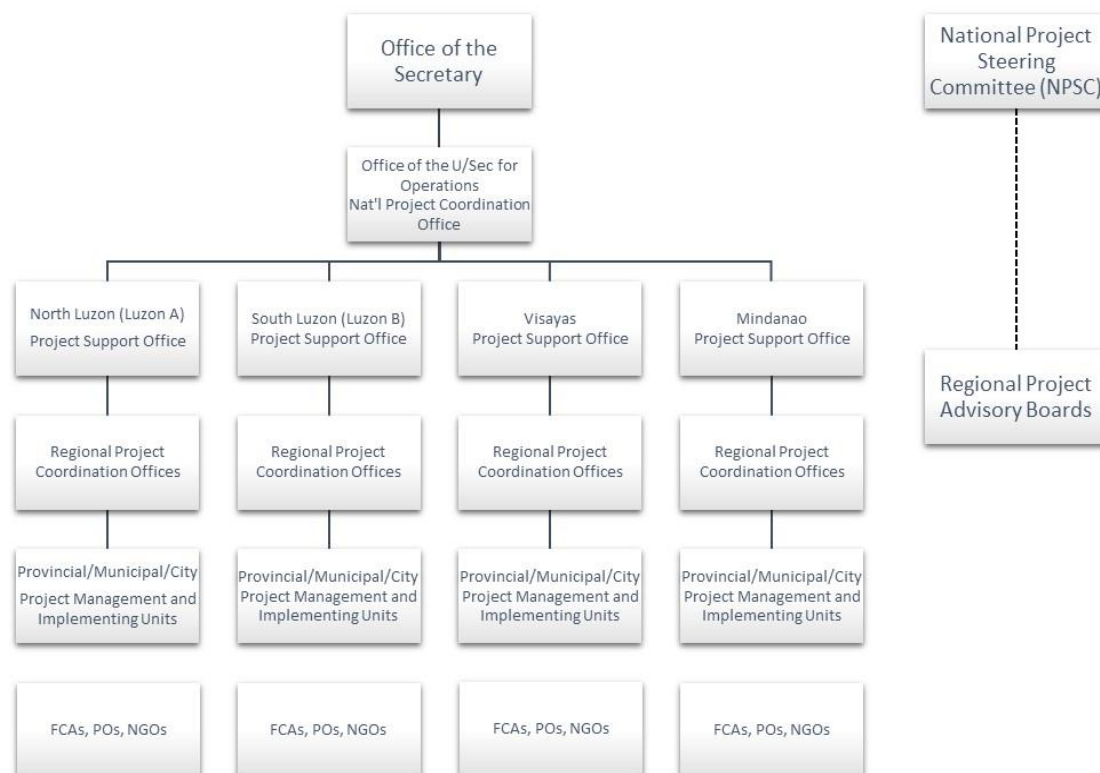 Office of the
Secretary
National Project
Steering
Committee (NPSC)
Office of the U/Sec for
Operations
Nat'l Project Coordination
Office
North Luzon (Luzon A)
Project Support Office
South Luzon (Luzon B)
Project Support Office
Visayas
Project Support Office
Mindanao
Project Support Office
Regional Project
Advisory Boards
Regional Project
Coordination Offices
Regional Project
Coordination Offices
Regional Project
Coordination Offices
Regional Project
Coordination Offices
Provincial/Municipal/City
Project Management and
Implementing Units
Provincial/Municipal/City
Project Management and
Implementing Units
Provincial/Municipal/City
Project Management and
Implementing Units
Provincial/Municipal/City
Project Management and
Implementing Units
FCAs, POs, NGOs
FCAs, POs, NGOs
FCAs, POs, NGOs
FCAs, POs, NGOs